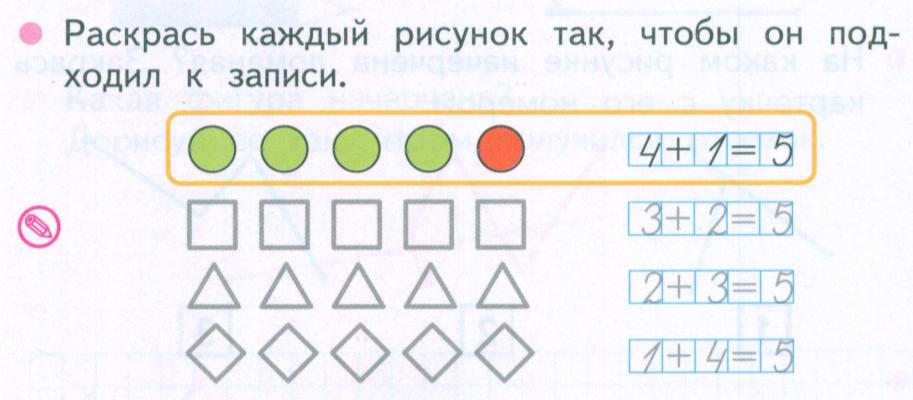 Раскрась каждый рисунок так, чтобы он под-
ходил к записи.
4+1=5
3+2=5
2+3=5
1+4=5